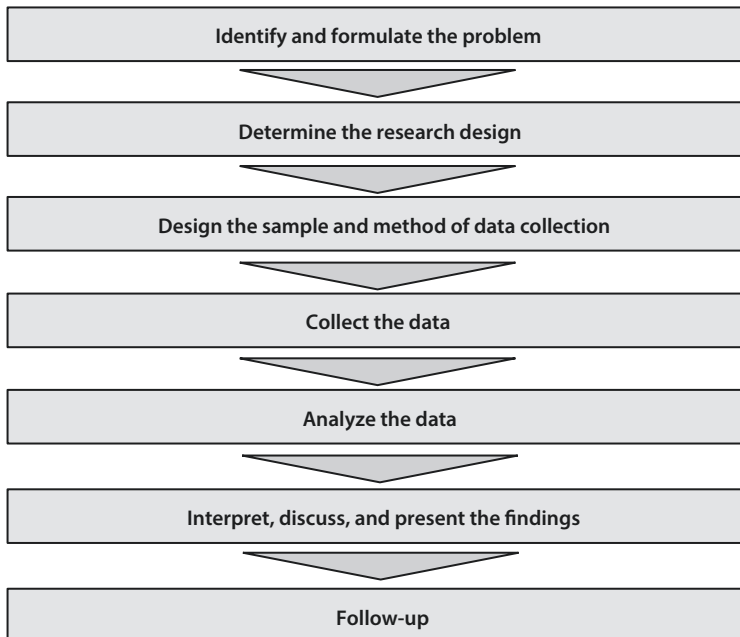 Identify and formulate the problem
Determine the research design
Design the sample and method of data collection
Collect the data
Analyze the data
Interpret, discuss, and present the findings
Follow-up